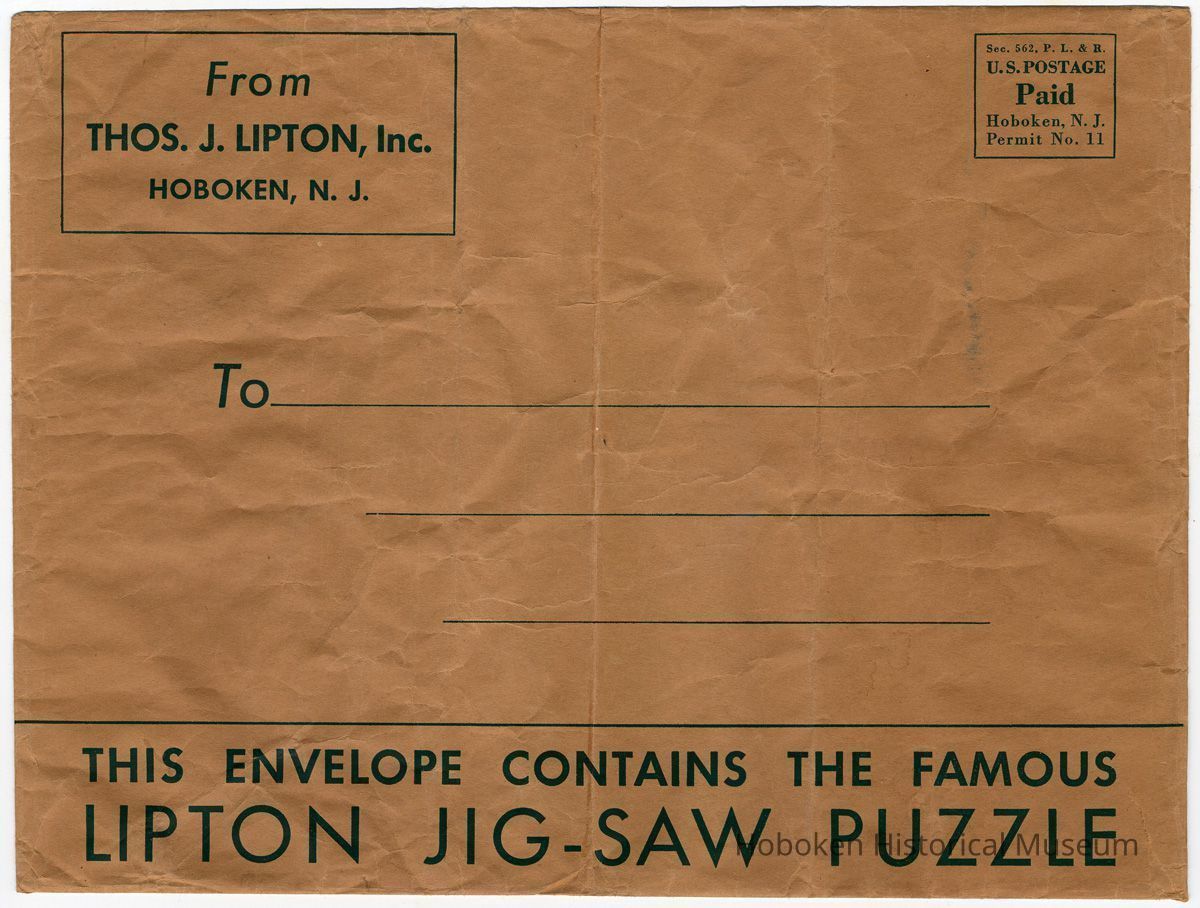 From
THOS. J. LIPTON, Inc.
HOBOKEN, N. J.
Sec. 562, P. L. & R.
U.S. POSTAGE
Paid
Hoboken, N. J.
Permit No. 11
To
THIS ENVELOPE CONTAINS THE FAMOUS
LIPTON JIG-SAW PUZZLE
Hoboken Historical Museum